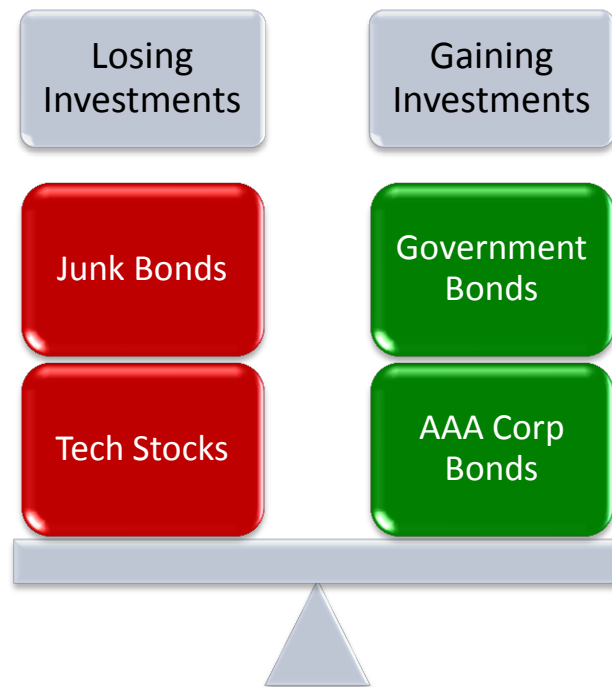 Losing
Investments
Gaining
Investments
Junk Bonds
Government
Bonds
Tech Stocks
AAA Corp
Bonds